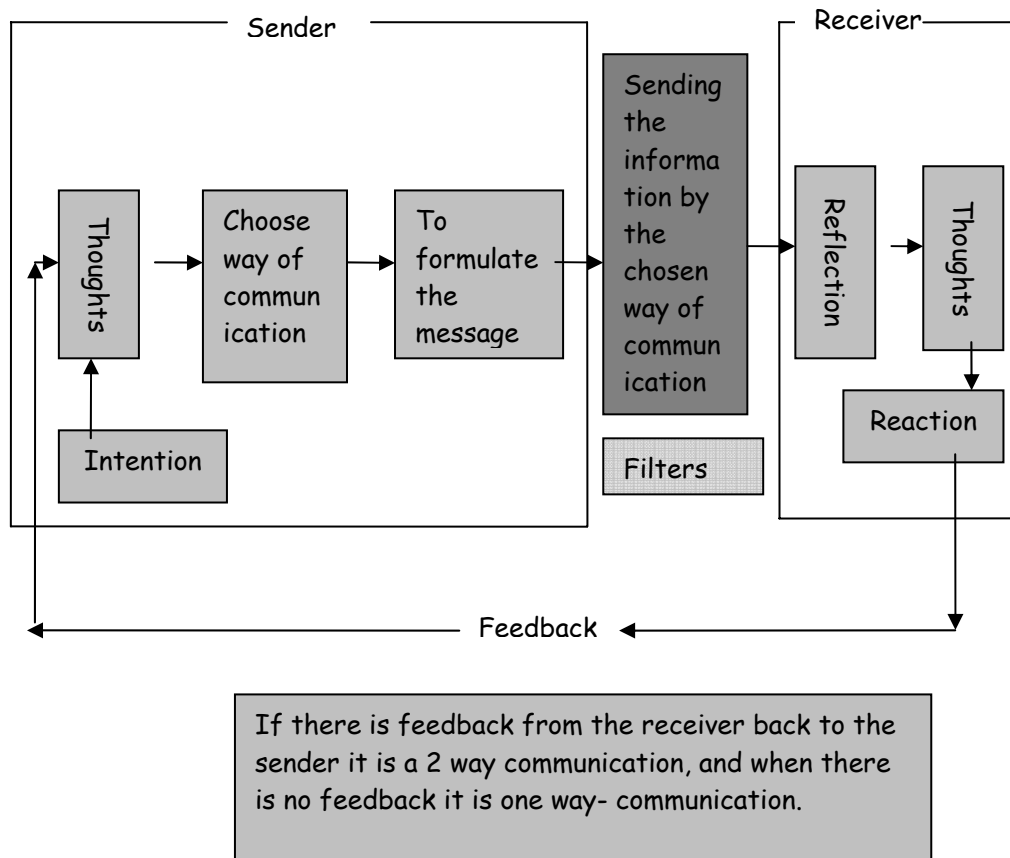 Sender
Receiver
Thoughts
Intention
Choose
way of
commun
ication
To
formulate
the
message
Sending
the
informa
tion by
the
chosen
way of
commun
ication
Filters
Reflection
Thoughts
Reaction
Feedback
If there is feedback from the receiver back to the
sender it is a 2 way communication, and when there
is no feedback it is one way- communication.